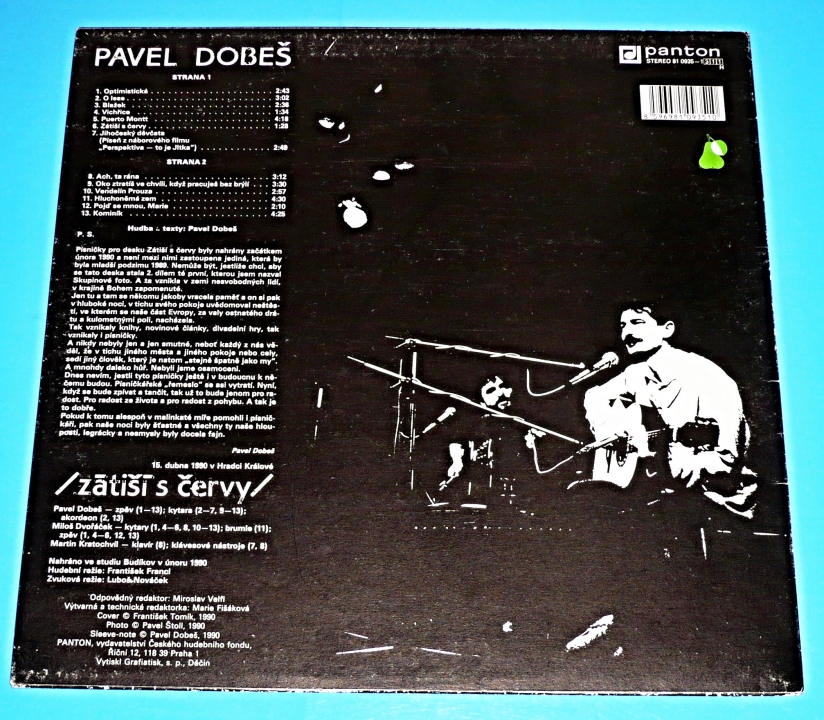 PAVEL DOBEŠ
panton
STEREO 81 0935-1
H
8 596981 093510
STRANA 1
1. Optimistická . . . 2:43
2. O lese . . . 3:02
3. Blažek . . . 2:36
4. Vichřice . . . 1:34
5. Puerto Montt . . . 4:18
6. Zátiší s červy . . . 1:28
7. Jihočeský děvčata
(Píseň z náborového filmu
„Perspektiva — to je Jitka") . . . 2:48
STRANA 2
8. Ach, ta rána . . . 3:12
9. Oko ztratíš ve chvíli, když pracuješ bez brýlí . . . 3:30
10. Vendelín Prouza . . . 2:57
11. Hluchoněmá zem . . . 4:30
12. Pojď se mnou, Marie . . . 2:10
13. Kominík . . . 4:25
Hudba a texty: Pavel Dobeš
P. S.
Písničky pro desku Zátiší s červy byly nahrány začátkem
února 1990 a není mezi nimi zastoupena jediná, která by
byla mladší podzimu 1989. Nemůže být, jestliže chci, aby
se tato deska stala 2. dílem té první, kterou jsem nazval
Skupinové foto. A ta vznikla v zemi nesvobodných lidí,
v krajině Bohem zapomenuté.
Jen tu a tam se někomu jakoby vracela paměť a on si pak
v hluboké noci, v tichu svého pokoje uvědomoval neštěs-
tí, ve kterém se naše část Evropy, za valy ostnatého drá-
tu a kulometnými poli, nacházela.
Tak vznikaly knihy, novinové články, divadelní hry, tak
vznikaly i písničky.
A nikdy nebyly jen a jen smutné, neboť každý z nás vě-
děl, že v tichu jiného města a jiného pokoje nebo cely,
sedí jiný člověk, který je natom „stejně špatně jako my".
A mnohdy daleko hůř. Nebyli jsme osamoceni.
Dnes nevím, jestli tyto písničky ještě i v budoucnu k ně-
čemu budou. Písničkářské „řemeslo" se asi vytratí. Nyní,
když se bude zpívat a tančit, tak už to bude jenom pro ra-
dost. Pro radost ze života a pro radost z pohybu. A tak je
to dobře.
Pokud k tomu alespoň v malinkaté míře pomohli i písnič-
káři, pak naše noci byly šťastné a všechny ty naše hlou-
posti, legrácky a nesmysly byly docela fajn.
Pavel Dobeš
15. dubna 1990 v Hradci Králové
/zátiší s červy/
Pavel Dobeš — zpěv (1—13); kytara (2—7, 9—13);
akordeon (2, 13)
Miloš Dvořáček — kytary (1, 4—6, 8, 10—13); brumle (11);
zpěv (1, 4—6, 12, 13)
Martin Kratochvíl — klavír (8); klávesové nástroje (7, 8)
Nahráno ve studiu Budíkov v únoru 1990
Hudební režie: František Francl
Zvuková režie: Luboš Nováček
Odpovědný redaktor: Miroslav Velfl
Výtvarná a technická redaktorka: Marie Fišáková
Cover © František Tomík, 1990
Photo © Pavel Štoll, 1990
Sleeve-note © Pavel Dobeš, 1990
PANTON, vydavatelství Českého hudebního fondu,
Říční 12, 118 39 Praha 1
Vytiskl Grafiatisk, s. p., Děčín